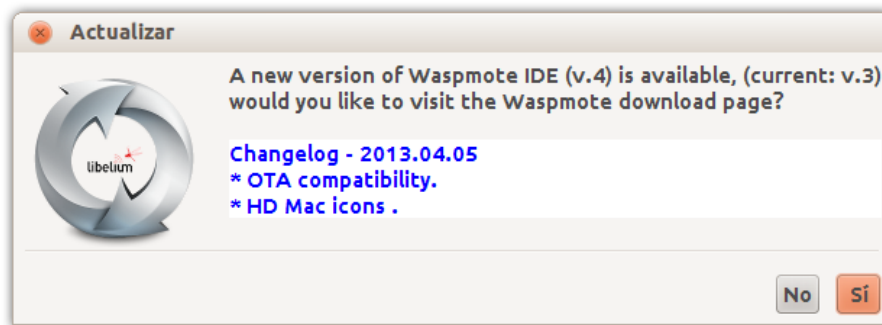 Actualizar
A new version of Waspmote IDE (v.4) is available, (current: v.3)
would you like to visit the Waspmote download page?
libelium
Changelog - 2013.04.05
* OTA compatibility.
* HD Mac icons .
No
Sí